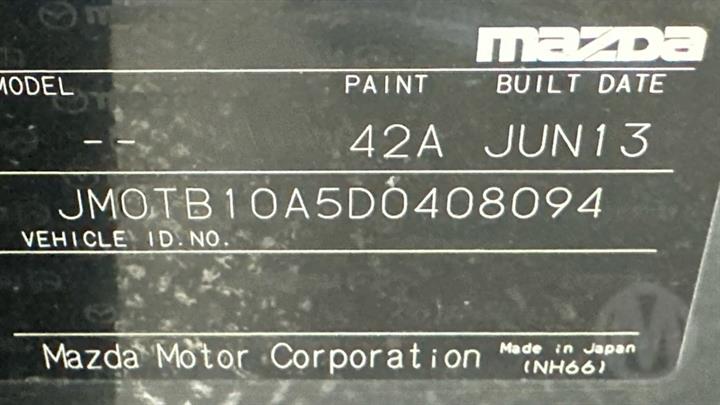 mazda
MODEL PAINT BUILT DATE
-- 42A JUN13
JM0TB10A5D0408094
VEHICLE ID.NO.
Mazda Motor Corporation Made in Japan
(NH66)